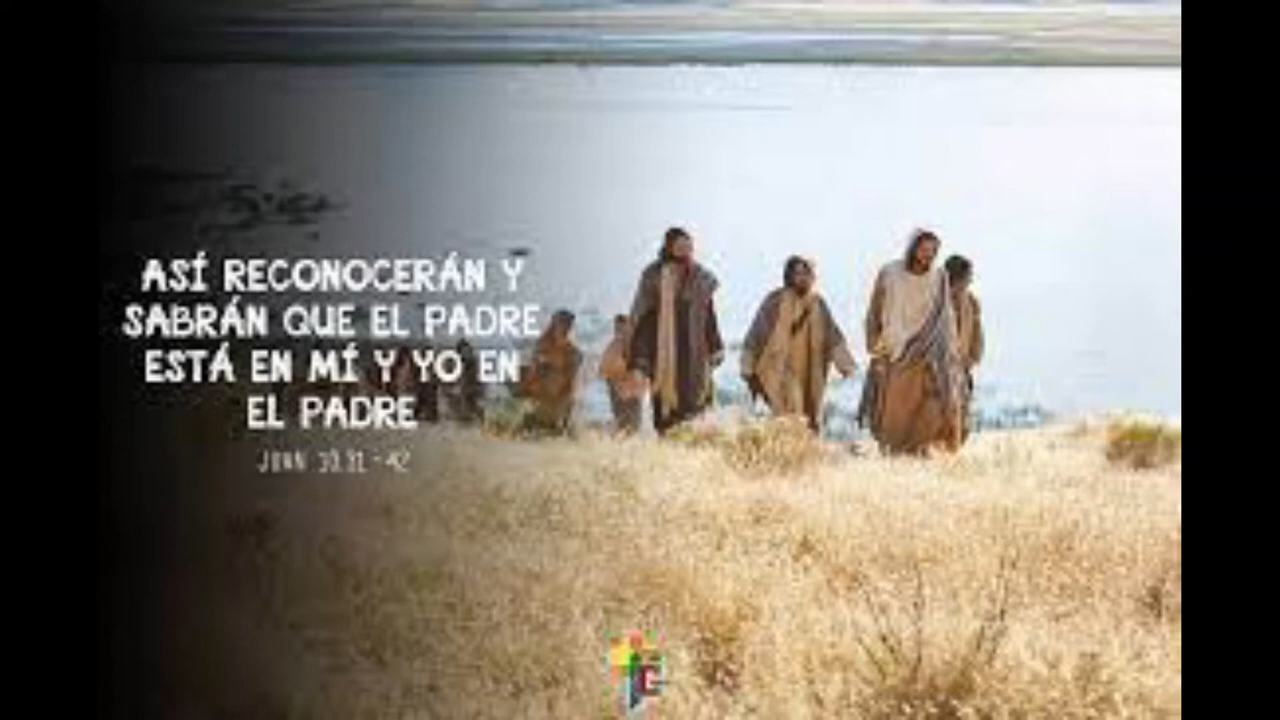 ASÍ RECONOCERÁN Y
SABRÁN QUE EL PADRE
ESTÁ EN MÍ Y YO EN
EL PADRE
JUAN 10,31-42